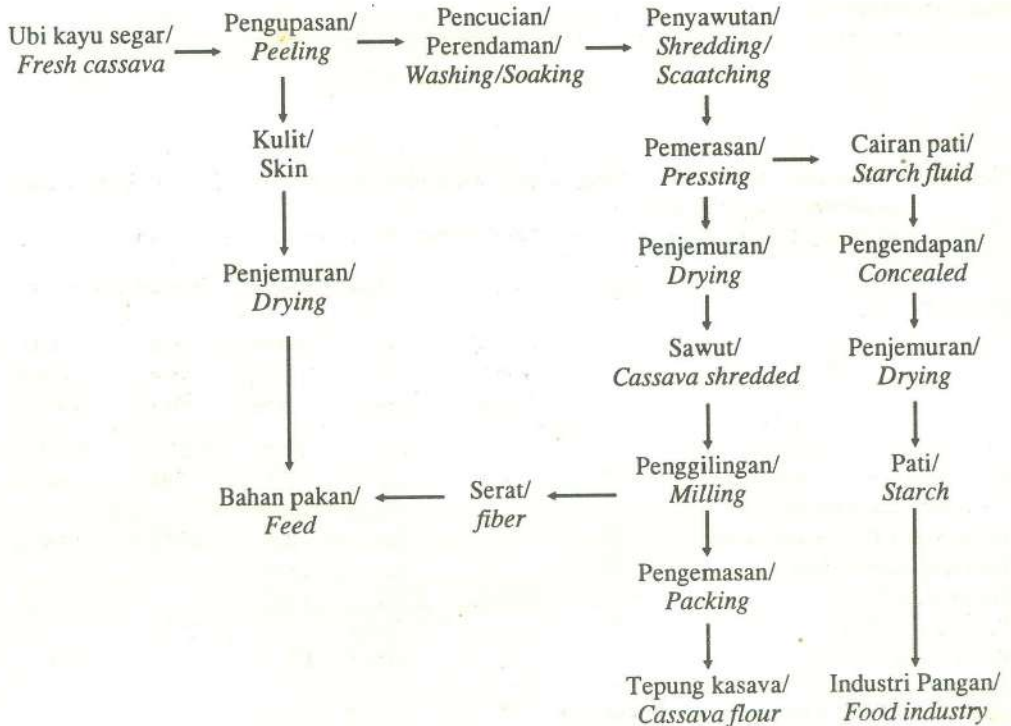 Ubi kayu segar/
Fresh cassava
Pengupasan/
Peeling
Pencucian/
Perendaman/
Washing/Soaking
Penyawutan/
Shredding/
Scaatching
Kulit/
Skin
Pemerasan/
Pressing
Cairan pati/
Starch fluid
Penjemuran/
Drying
Penjemuran/
Drying
Pengendapan/
Concealed
Sawut/
Cassava shredded
Penjemuran/
Drying
Bahan pakan/
Feed
Serat/
fiber
Penggilingan/
Milling
Pati/
Starch
Pengemasan/
Packing
Tepung kasava/
Cassava flour
Industri Pangan/
Food industry